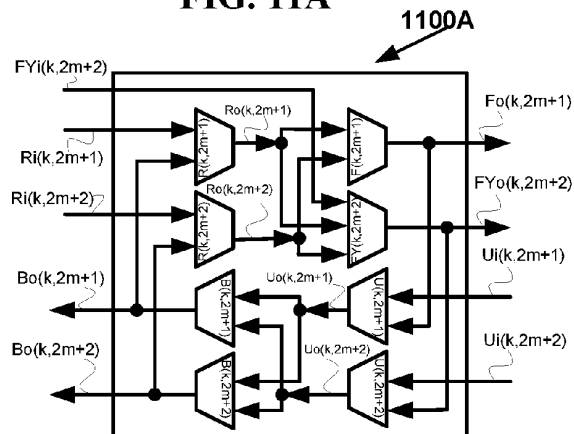 FIG. 11A
1100A
FYi(k,2m+2)
Fo(k,2m+1)
Ro(k,2m+1)
R(k,2m+1)
F(k,2m+1)
Ri(k,2m+1)
Ro(k,2m+2)
Ri(k,2m+2)
R(k,2m+2)
FY(k,2m+2)
FYo(k,2m+2)
Ui(k,2m+1)
Bo(k,2m+1)
Uo(k,2m+1)
B(k,2m+1)
U(k,2m+1)
Ui(k,2m+2)
Bo(k,2m+2)
Uo(k,2m+2)
B(k,2m+2)
U(k,2m+2)